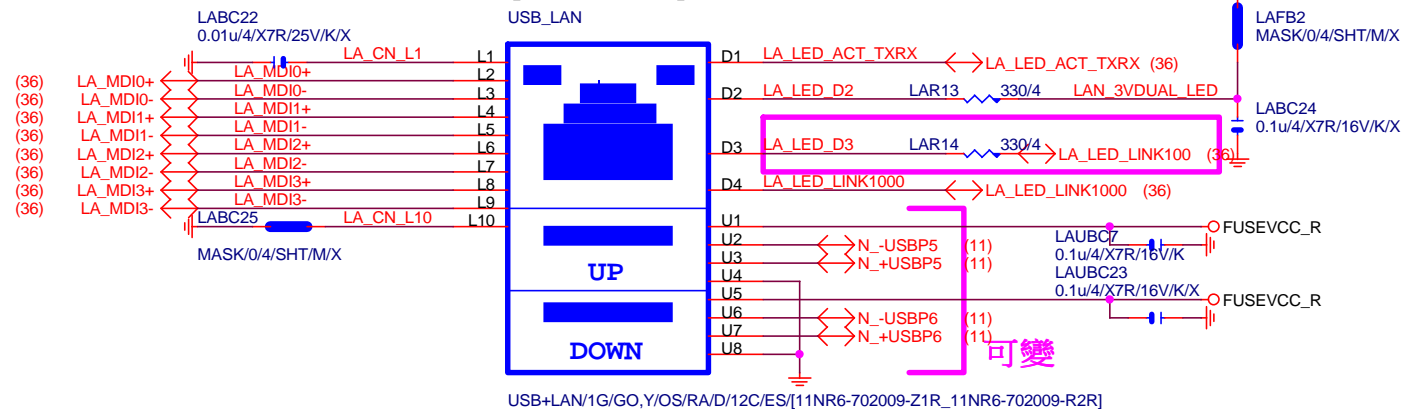 LABC22
0.01u/4/X7R/25V/K/X
USB_LAN
LAFB2
MASK/0/4/SHT/M/X
LA_CN_L1 L1
(36) LA_MDI0+ LA_MDI0+ L2
(36) LA_MDI0- LA_MDI0- L3
(36) LA_MDI1+ LA_MDI1+ L4
(36) LA_MDI1- LA_MDI1- L5
(36) LA_MDI2+ LA_MDI2+ L6
(36) LA_MDI2- LA_MDI2- L7
(36) LA_MDI3+ LA_MDI3+ L8
(36) LA_MDI3- LA_MDI3- L9
LABC25 LA_CN_L10 L10
MASK/0/4/SHT/M/X
UP
DOWN
D1 LA_LED_ACT_TXRX LA_LED_ACT_TXRX (36)
D2 LA_LED_D2 LAR13 330/4 LAN_3VDUAL_LED
LABC24
0.1u/4/X7R/16V/K/X
D3 LA_LED_D3 LAR14 330/4 LA_LED_LINK100 (36)
D4 LA_LED_LINK1000 LA_LED_LINK1000 (36)
U1 FUSEVCC_R
U2 N_-USBP5 (11)
U3 N_+USBP5 (11)
LAUBC7
0.1u/4/X7R/16V/K
U4
LAUBC23
0.1u/4/X7R/16V/K/X
U5 FUSEVCC_R
U6 N_-USBP6 (11)
U7 N_+USBP6 (11)
U8
可變
USB+LAN/1G/GO,Y/OS/RA/D/12C/ES/[11NR6-702009-Z1R_11NR6-702009-R2R]